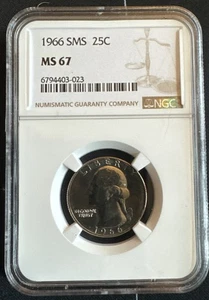 1966 SMS 25C
MS 67
6794403-023
NUMISMATIC GUARANTY COMPANY
NGC
LIBERTY
IN GOD WE
TRUST
1966